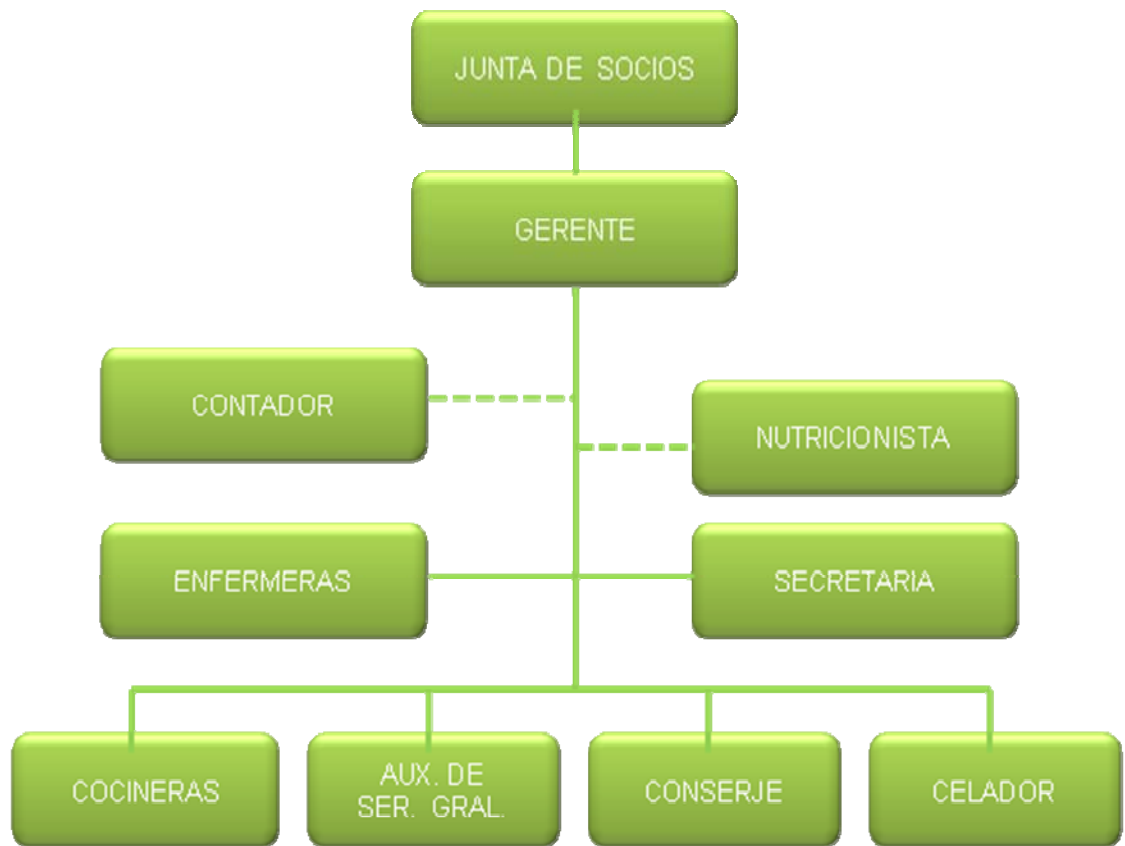 JUNTA DE SOCIOS
GERENTE
CONTADOR
NUTRICIONISTA
ENFERMERAS
SECRETARIA
COCINERAS
AUX. DE
SER. GRAL.
CONSERJE
CELADOR